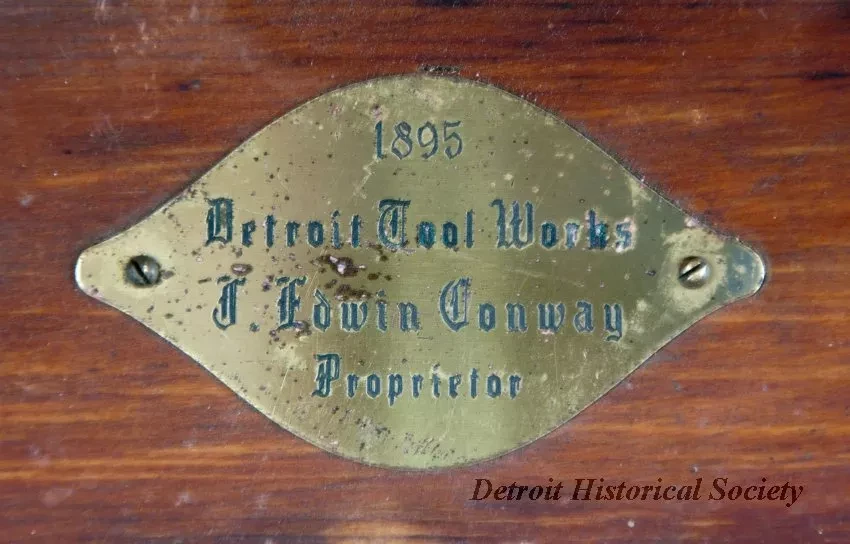 1895
Detroit Tool Works
F. Edwin Conway
Proprietor
Detroit Historical Society